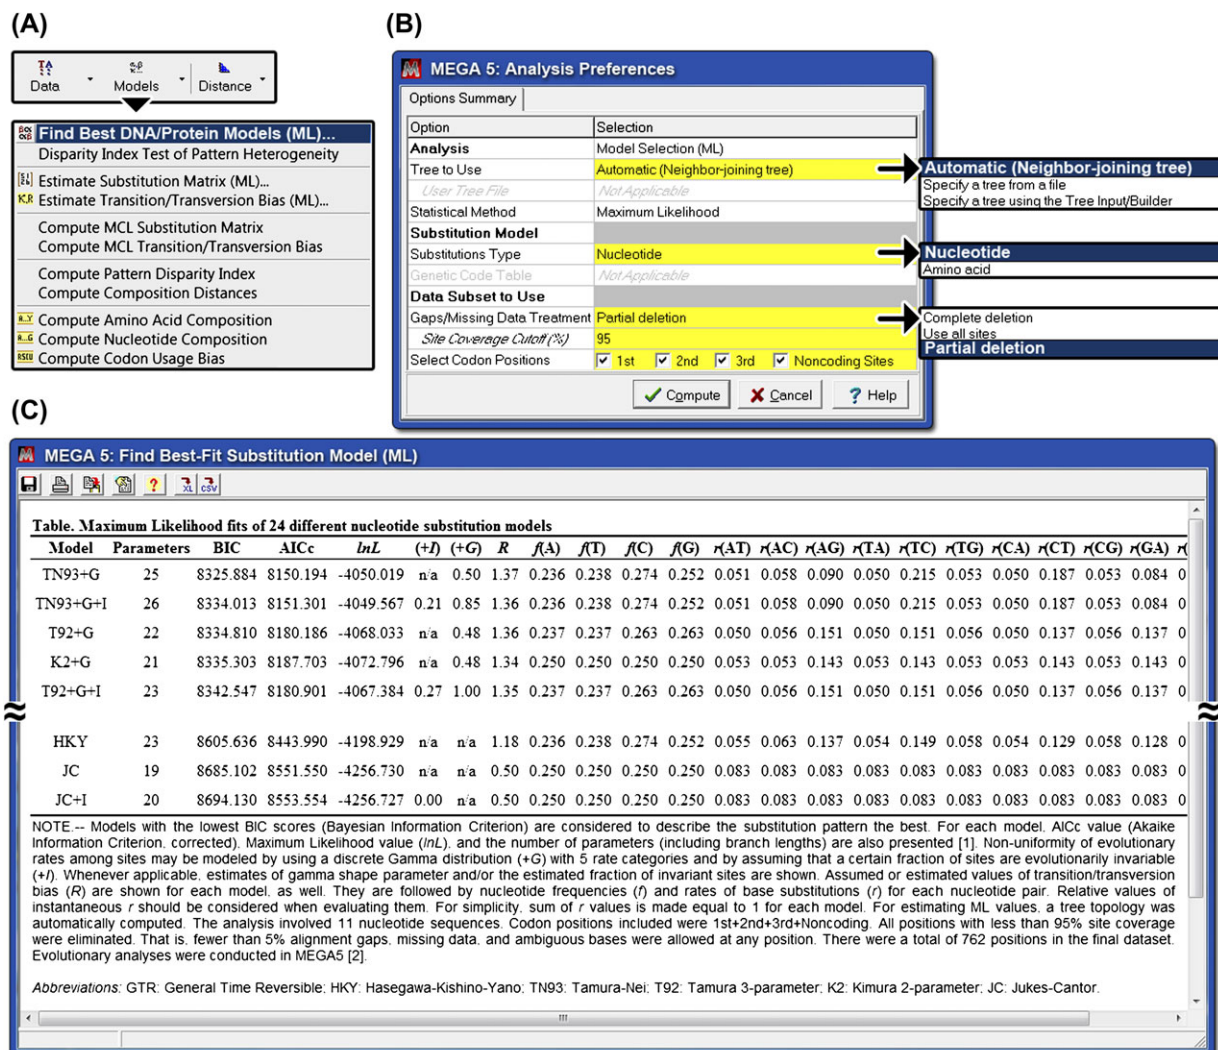 (A)
Data
Models
Distance
Find Best DNA/Protein Models (ML)...
Disparity Index Test of Pattern Heterogeneity
Estimate Substitution Matrix (ML)...
Estimate Transition/Transversion Bias (ML)...
Compute MCL Substitution Matrix
Compute MCL Transition/Transversion Bias
Compute Pattern Disparity Index
Compute Composition Distances
Compute Amino Acid Composition
Compute Nucleotide Composition
Compute Codon Usage Bias
(B)
MEGA 5: Analysis Preferences
Options Summary
Option Selection
Analysis Model Selection (ML)
Tree to Use Automatic (Neighbor-joining tree)
User Tree File Not Applicable
Statistical Method Maximum Likelihood
Substitution Model
Substitutions Type Nucleotide
Genetic Code Table Not Applicable
Data Subset to Use
Gaps/Missing Data Treatment Partial deletion
Site Coverage Cutoff (%) 95
Select Codon Positions 1st 2nd 3rd Noncoding Sites
Compute Cancel ? Help
Automatic (Neighbor-joining tree)
Specify a tree from a file
Specify a tree using the Tree Input/Builder
Nucleotide
Amino acid
Complete deletion
Use all sites
Partial deletion
(C)
MEGA 5: Find Best-Fit Substitution Model (ML)
Table. Maximum Likelihood fits of 24 different nucleotide substitution models
Model Parameters BIC AICc lnL (+I) (+G) R f(A) f(T) f(C) f(G) r(AT) r(AC) r(AG) r(TA) r(TC) r(TG) r(CA) r(CT) r(CG) r(GA) r(
TN93+G 25 8325.884 8150.194 -4050.019 n/a 0.50 1.37 0.236 0.238 0.274 0.252 0.051 0.058 0.090 0.050 0.215 0.053 0.050 0.187 0.053 0.084 0
TN93+G+I 26 8334.013 8151.301 -4049.567 0.21 0.85 1.36 0.236 0.238 0.274 0.252 0.051 0.058 0.090 0.050 0.215 0.053 0.050 0.187 0.053 0.084 0
T92+G 22 8334.810 8180.186 -4068.033 n/a 0.48 1.36 0.237 0.237 0.263 0.263 0.050 0.056 0.151 0.050 0.151 0.056 0.050 0.137 0.056 0.137 0
K2+G 21 8335.303 8187.703 -4072.796 n/a 0.48 1.34 0.250 0.250 0.250 0.250 0.053 0.053 0.143 0.053 0.143 0.053 0.053 0.143 0.053 0.143 0
T92+G+I 23 8342.547 8180.901 -4067.384 0.27 1.00 1.35 0.237 0.237 0.263 0.263 0.050 0.056 0.151 0.050 0.151 0.056 0.050 0.137 0.056 0.137 0
HKY 23 8605.636 8443.990 -4198.929 n/a n/a 1.18 0.236 0.238 0.274 0.252 0.055 0.063 0.137 0.054 0.149 0.058 0.054 0.129 0.058 0.128 0
JC 19 8685.102 8551.550 -4256.730 n/a n/a 0.50 0.250 0.250 0.250 0.250 0.083 0.083 0.083 0.083 0.083 0.083 0.083 0.083 0.083 0.083 0
JC+I 20 8694.130 8553.554 -4256.727 0.00 n/a 0.50 0.250 0.250 0.250 0.250 0.083 0.083 0.083 0.083 0.083 0.083 0.083 0.083 0.083 0.083 0
NOTE.-- Models with the lowest BIC scores (Bayesian Information Criterion) are considered to describe the substitution pattern the best. For each model, AICc value (Akaike
Information Criterion, corrected), Maximum Likelihood value (lnL), and the number of parameters (including branch lengths) are also presented [1]. Non-uniformity of evolutionary
rates among sites may be modeled by using a discrete Gamma distribution (+G) with 5 rate categories and by assuming that a certain fraction of sites are evolutionarily invariable
(+I). Whenever applicable, estimates of gamma shape parameter and/or the estimated fraction of invariant sites are shown. Assumed or estimated values of transition/transversion
bias (R) are shown for each model, as well. They are followed by nucleotide frequencies (f) and rates of base substitutions (r) for each nucleotide pair. Relative values of
instantaneous r should be considered when evaluating them. For simplicity, sum of r values is made equal to 1 for each model. For estimating ML values, a tree topology was
automatically computed. The analysis involved 11 nucleotide sequences. Codon positions included were 1st+2nd+3rd+Noncoding. All positions with less than 95% site coverage
were eliminated. That is, fewer than 5% alignment gaps, missing data, and ambiguous bases were allowed at any position. There were a total of 762 positions in the final dataset.
Evolutionary analyses were conducted in MEGA5 [2].
Abbreviations: GTR: General Time Reversible; HKY: Hasegawa-Kishino-Yano; TN93: Tamura-Nei; T92: Tamura 3-parameter; K2: Kimura 2-parameter; JC: Jukes-Cantor.